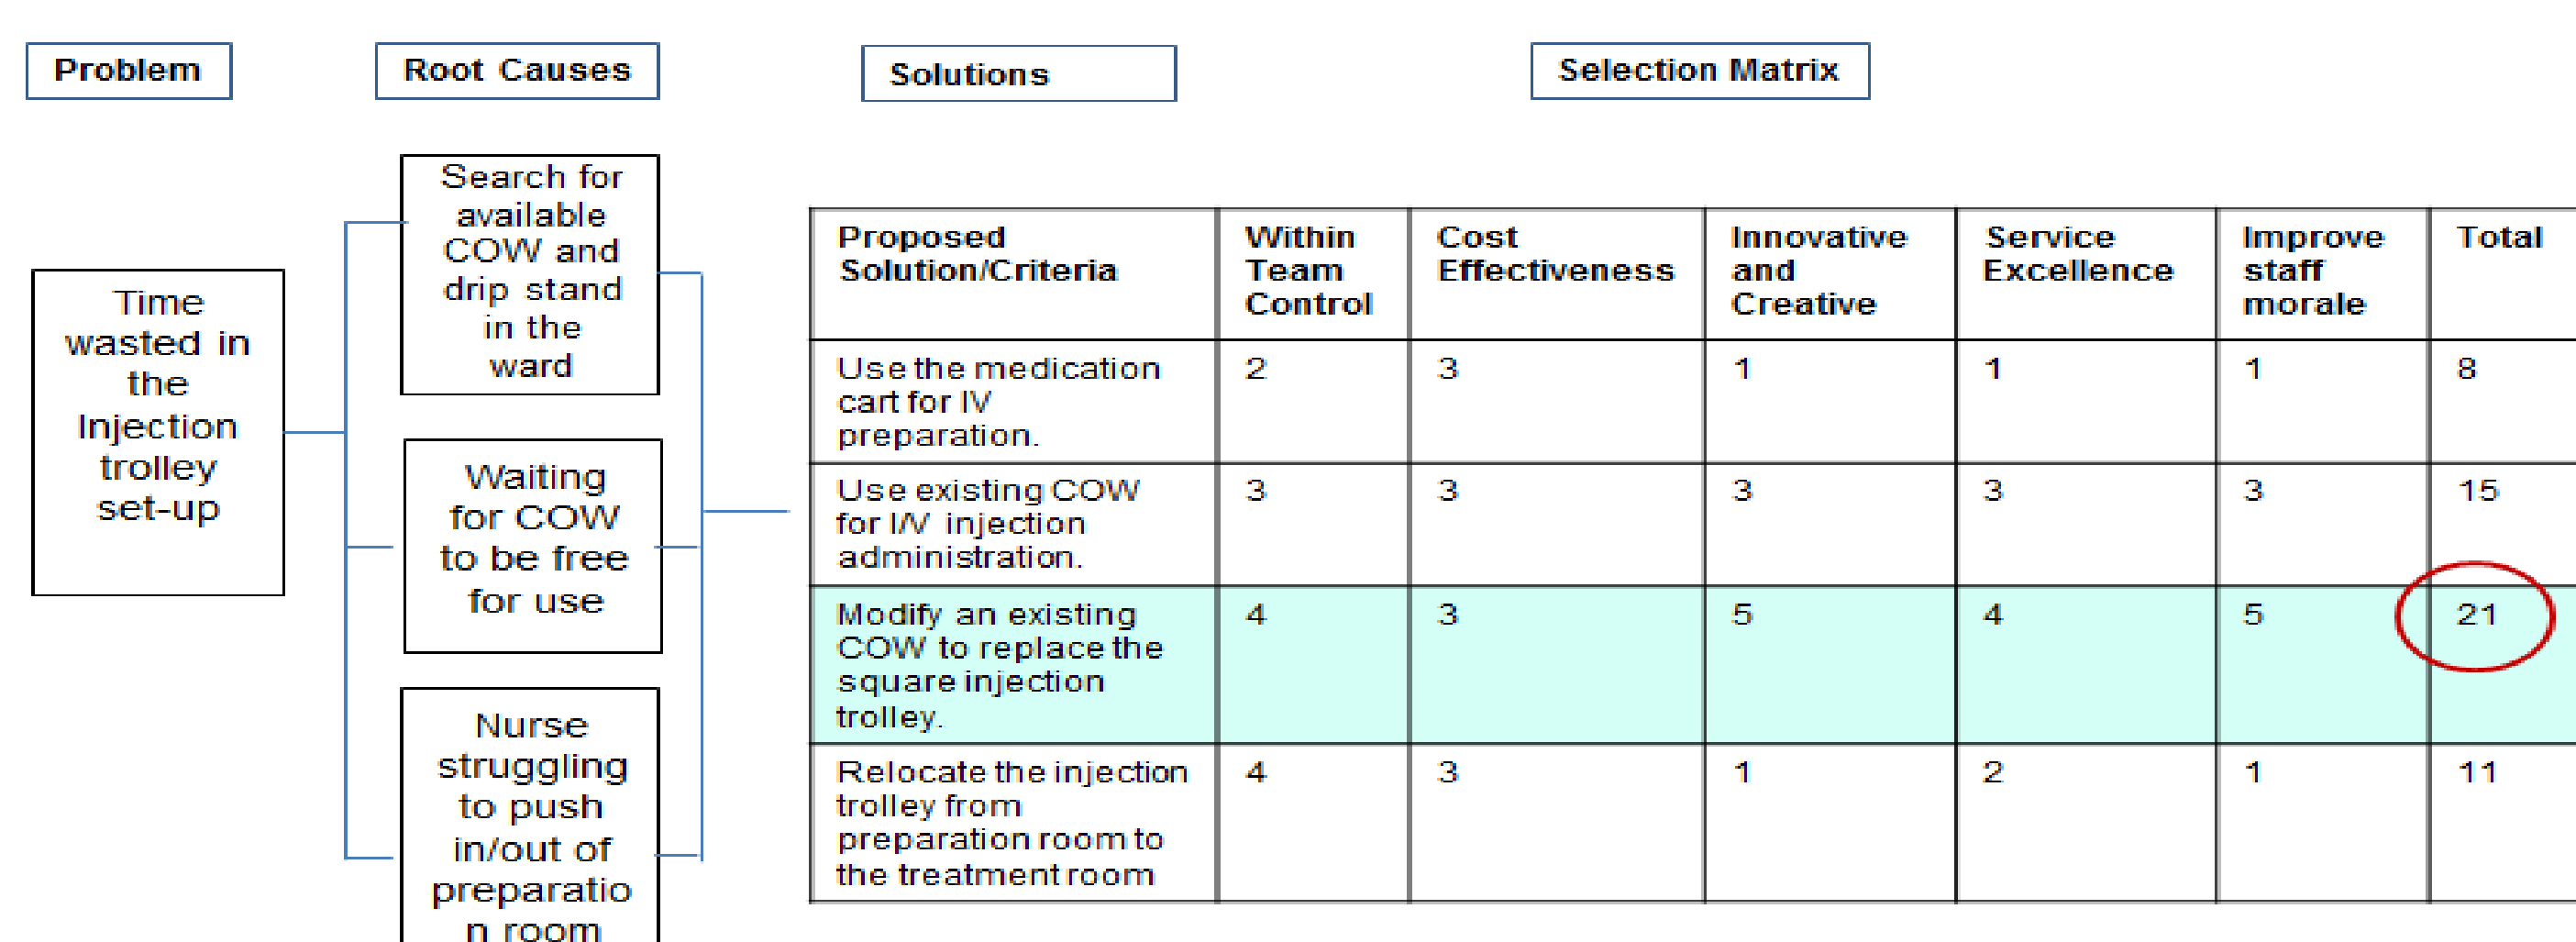 Problem
Root Causes
Solutions
Selection Matrix
Time
wasted in
the
Injection
trolley
set-up
Search for
available
COW and
drip stand
in the
ward
Waiting
for COW
to be free
for use
Nurse
struggling
to push
in/out of
preparatio
n room
Proposed
Solution/Criteria
Within
Team
Control
Cost
Effectiveness
Innovative
and
Creative
Service
Excellence
Improve
staff
morale
Total
Use the medication
cart for IV
preparation.
2
3
1
1
1
8
Use existing COW
for I/V injection
administration.
3
3
3
3
3
15
Modify an existing
COW to replace the
square injection
trolley.
4
3
5
4
5
21
Relocate the injection
trolley from
preparation room to
the treatment room
4
3
1
2
1
11